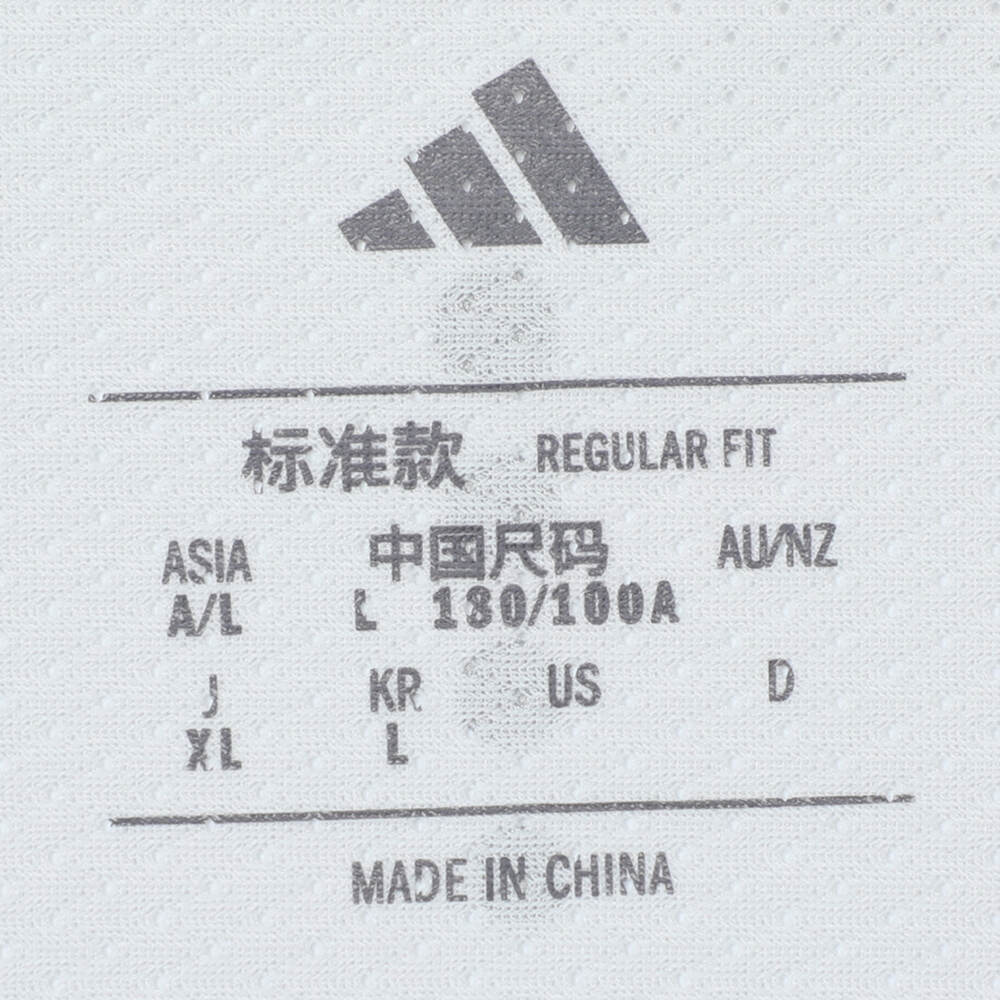 标准款 REGULAR FIT
ASIA 中国尺码 AU/NZ
A/L L 180/100A
J KR US D
XL L
MADE IN CHINA